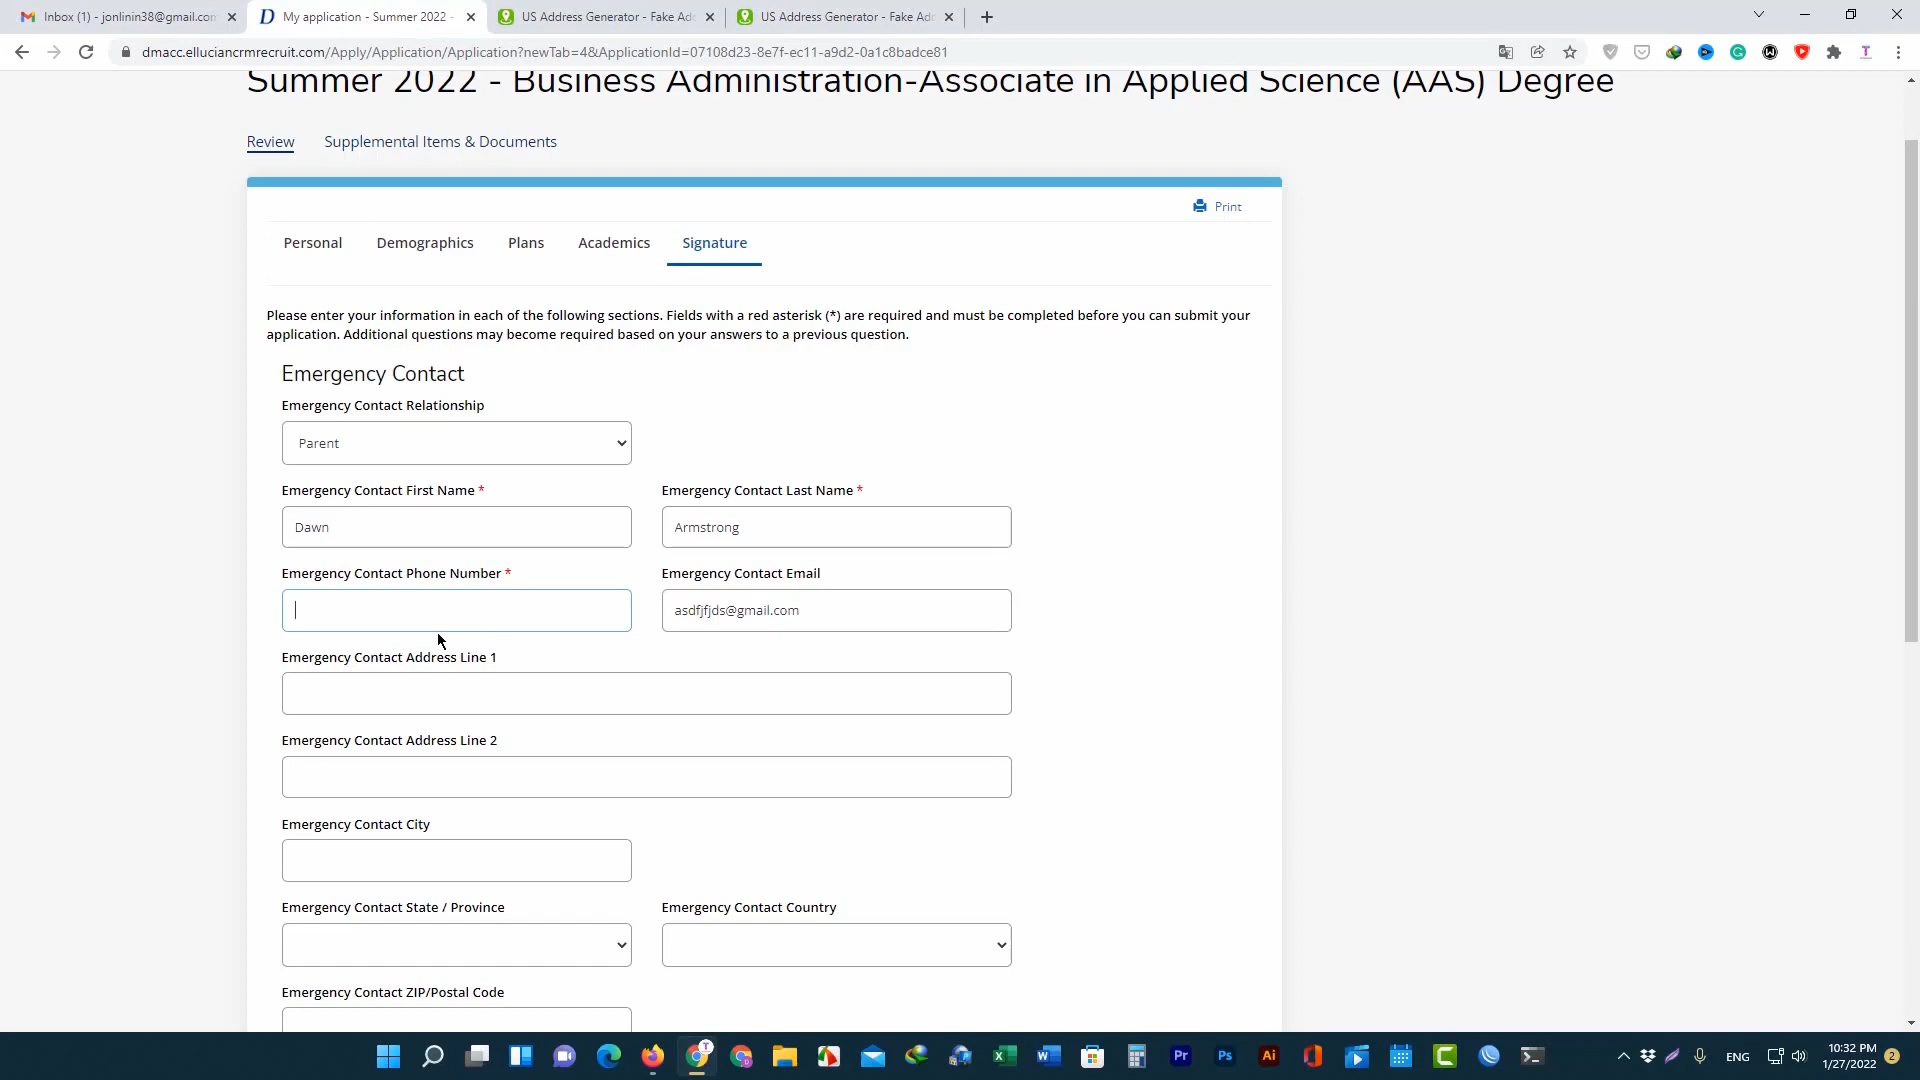 Inbox (1) - jonlinin38@gmail.con
My application - Summer 2022 -
US Address Generator - Fake Add
US Address Generator - Fake Add
dmacc.elluciancrmrecruit.com/Apply/Application/Application?newTab=4&ApplicationId=07108d23-8e7f-ec11-a9d2-0a1c8badce81
Summer 2022 - Business Administration-Associate in Applied Science (AAS) Degree
Review Supplemental Items & Documents
Print
Personal Demographics Plans Academics Signature
Please enter your information in each of the following sections. Fields with a red asterisk (*) are required and must be completed before you can submit your
application. Additional questions may become required based on your answers to a previous question.
Emergency Contact
Emergency Contact Relationship
Parent
Emergency Contact First Name * Emergency Contact Last Name *
Dawn Armstrong
Emergency Contact Phone Number * Emergency Contact Email
asdfjfjds@gmail.com
Emergency Contact Address Line 1
Emergency Contact Address Line 2
Emergency Contact City
Emergency Contact State / Province Emergency Contact Country
Emergency Contact ZIP/Postal Code
ENG
10:32 PM
1/27/2022
2